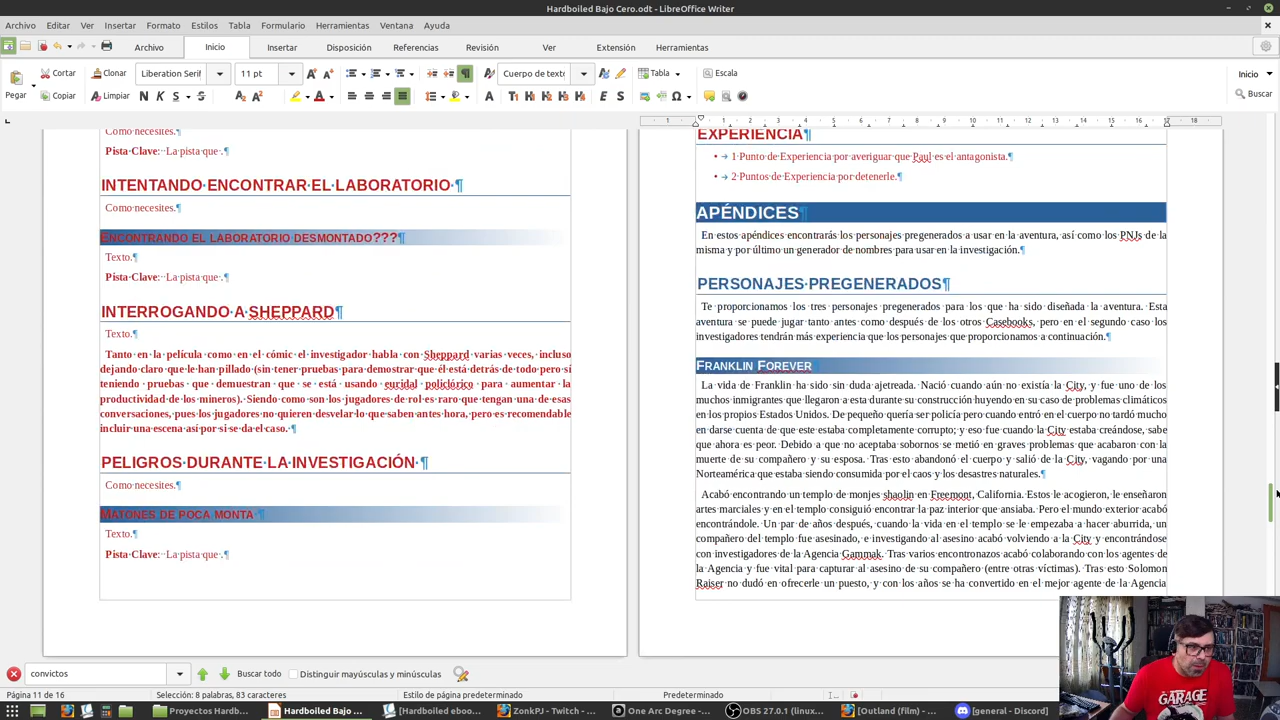 Hardboiled Bajo Cero.odt - LibreOffice Writer
Archivo Editar Ver Insertar Formato Estilos Tabla Formulario Herramientas Ventana Ayuda
Archivo Inicio Insertar Disposición Referencias Revisión Ver Extensión Herramientas
Pegar Cortar Clonar Liberation Serif 11 pt Cuerpo de texto Tabla Escala Inicio
Copiar Limpiar Buscar
Como necesites.¶
Pista Clave: La pista que .¶
INTENTANDO ENCONTRAR EL LABORATORIO ¶
Como necesites.¶
ENCONTRANDO EL LABORATORIO DESMONTADO???¶
Texto.¶
Pista Clave: La pista que .¶
INTERROGANDO A SHEPPARD¶
Texto.¶
Tanto en la película como en el cómic el investigador habla con Sheppard varias veces, incluso
dejando claro que le han pillado (sin tener pruebas para demostrar que él está detrás de todo pero sí
teniendo pruebas que demuestran que se está usando euridal policlórico para aumentar la
productividad de los mineros). Siendo como son los jugadores de rol es raro que tengan una de esas
conversaciones, pues los jugadores no quieren desvelar lo que saben antes hora, pero es recomendable
incluir una escena así por si se da el caso. ¶
PELIGROS DURANTE LA INVESTIGACIÓN ¶
Como necesites.¶
MATONES DE POCA MONTA ¶
Texto.¶
Pista Clave: La pista que .¶
EXPERIENCIA¶
• 1 Punto de Experiencia por averiguar que Paul es el antagonista.¶
• 2 Puntos de Experiencia por detenerle.¶
APÉNDICES¶
En estos apéndices encontrarás los personajes pregenerados a usar en la aventura, así como los PNJs de la
misma y por último un generador de nombres para usar en la investigación.¶
PERSONAJES PREGENERADOS¶
Te proporcionamos los tres personajes pregenerados para los que ha sido diseñada la aventura. Esta
aventura se puede jugar tanto antes como después de los otros Casebooks, pero en el segundo caso los
investigadores tendrán más experiencia que los personajes que proporcionamos a continuación.¶
FRANKLIN FOREVER¶
La vida de Franklin ha sido sin duda ajetreada. Nació cuando aún no existía la City, y fue uno de los
muchos inmigrantes que llegaron a esta durante su construcción huyendo en su caso de problemas climáticos
en los propios Estados Unidos. De pequeño quería ser policía pero cuando entró en el cuerpo no tardó mucho
en darse cuenta de que este estaba completamente corrupto; y eso fue cuando la City estaba creándose, sabe
que ahora es peor. Debido a que no aceptaba sobornos se metió en graves problemas que acabaron con la
muerte de su compañero y su esposa. Tras esto abandonó el cuerpo y salió de la City, vagando por una
Norteamérica que estaba siendo consumida por el caos y los desastres naturales.¶
Acabó encontrando un templo de monjes shaolin en Freemont, California. Estos le acogieron, le enseñaron
artes marciales y en el templo consiguió encontrar la paz interior que ansiaba. Pero el mundo exterior acabó
encontrándole. Un par de años después, cuando la vida en el templo se le empezaba a hacer aburrida, un
compañero del templo fue asesinado, e investigando al asesino acabó volviendo a la City y encontrándose
con investigadores de la Agencia Gammak. Tras varios encontronazos acabó colaborando con los agentes de
la Agencia y fue vital para capturar al asesino de su compañero (entre otras víctimas). Tras esto Solomon
Raiser no dudó en ofrecerle un puesto, y con los años se ha convertido en el mejor agente de la Agencia
convictos Buscar todo Distinguir mayúsculas y minúsculas
Página 11 de 16 Selección: 8 palabras, 83 caracteres Estilo de página predeterminado Predeterminado
Proyectos Hardb... Hardboiled Bajo ... [Hardboiled eboo... ZonkPJ - Twitch - ... One Arc Degree - ... OBS 27.0.1 (linux... [Outland (film) - ... [general - Discord]
GARAGE